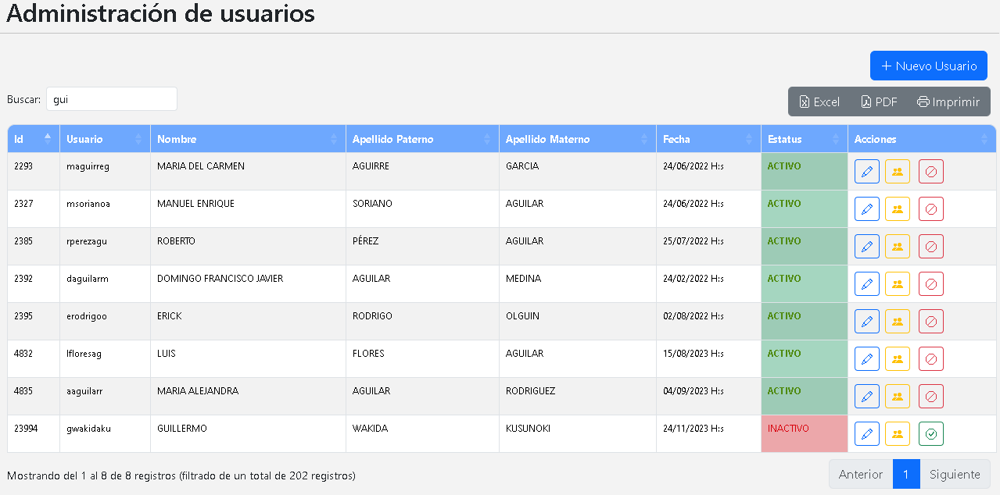 Administración de usuarios
+ Nuevo Usuario
Buscar: gui
Excel PDF Imprimir
Id Usuario Nombre Apellido Paterno Apellido Materno Fecha Estatus Acciones
2293 maguirreg MARIA DEL CARMEN AGUIRRE GARCIA 24/06/2022 H:s ACTIVO
2327 msorianoa MANUEL ENRIQUE SORIANO AGUILAR 24/06/2022 H:s ACTIVO
2385 rperezagu ROBERTO PÉREZ AGUILAR 25/07/2022 H:s ACTIVO
2392 daguilarm DOMINGO FRANCISCO JAVIER AGUILAR MEDINA 24/02/2022 H:s ACTIVO
2395 erodrigoo ERICK RODRIGO OLGUIN 02/08/2022 H:s ACTIVO
4832 lfloresag LUIS FLORES AGUILAR 15/08/2023 H:s ACTIVO
4835 aaguilarr MARIA ALEJANDRA AGUILAR RODRIGUEZ 04/09/2023 H:s ACTIVO
23994 gwakidaku GUILLERMO WAKIDA KUSUNOKI 24/11/2023 H:s INACTIVO
Mostrando del 1 al 8 de 8 registros (filtrado de un total de 202 registros)
Anterior 1 Siguiente